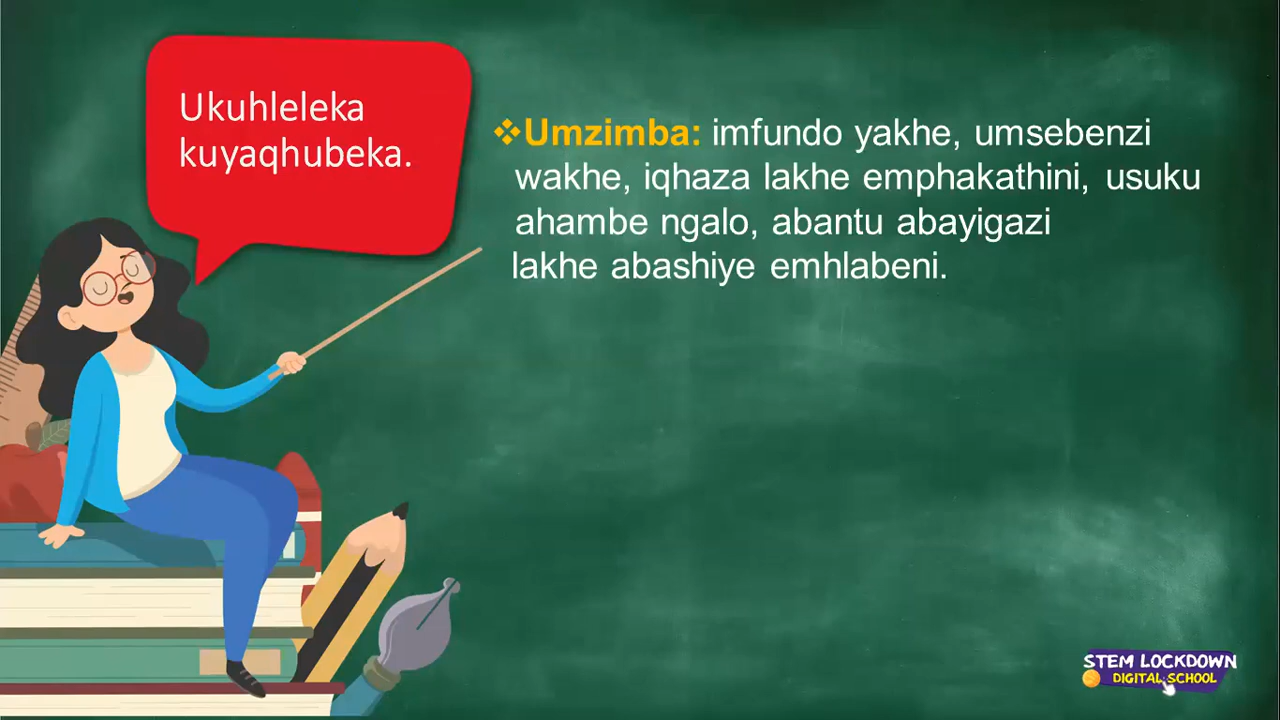 Ukuhleleka
kuyaqhubeka.
❖Umzimba: imfundo yakhe, umsebenzi
wakhe, iqhaza lakhe emphakathini, usuku
ahambe ngalo, abantu abayigazi
lakhe abashiye emhlabeni.
STEM LOCKDOWN
DIGITAL SCHOOL